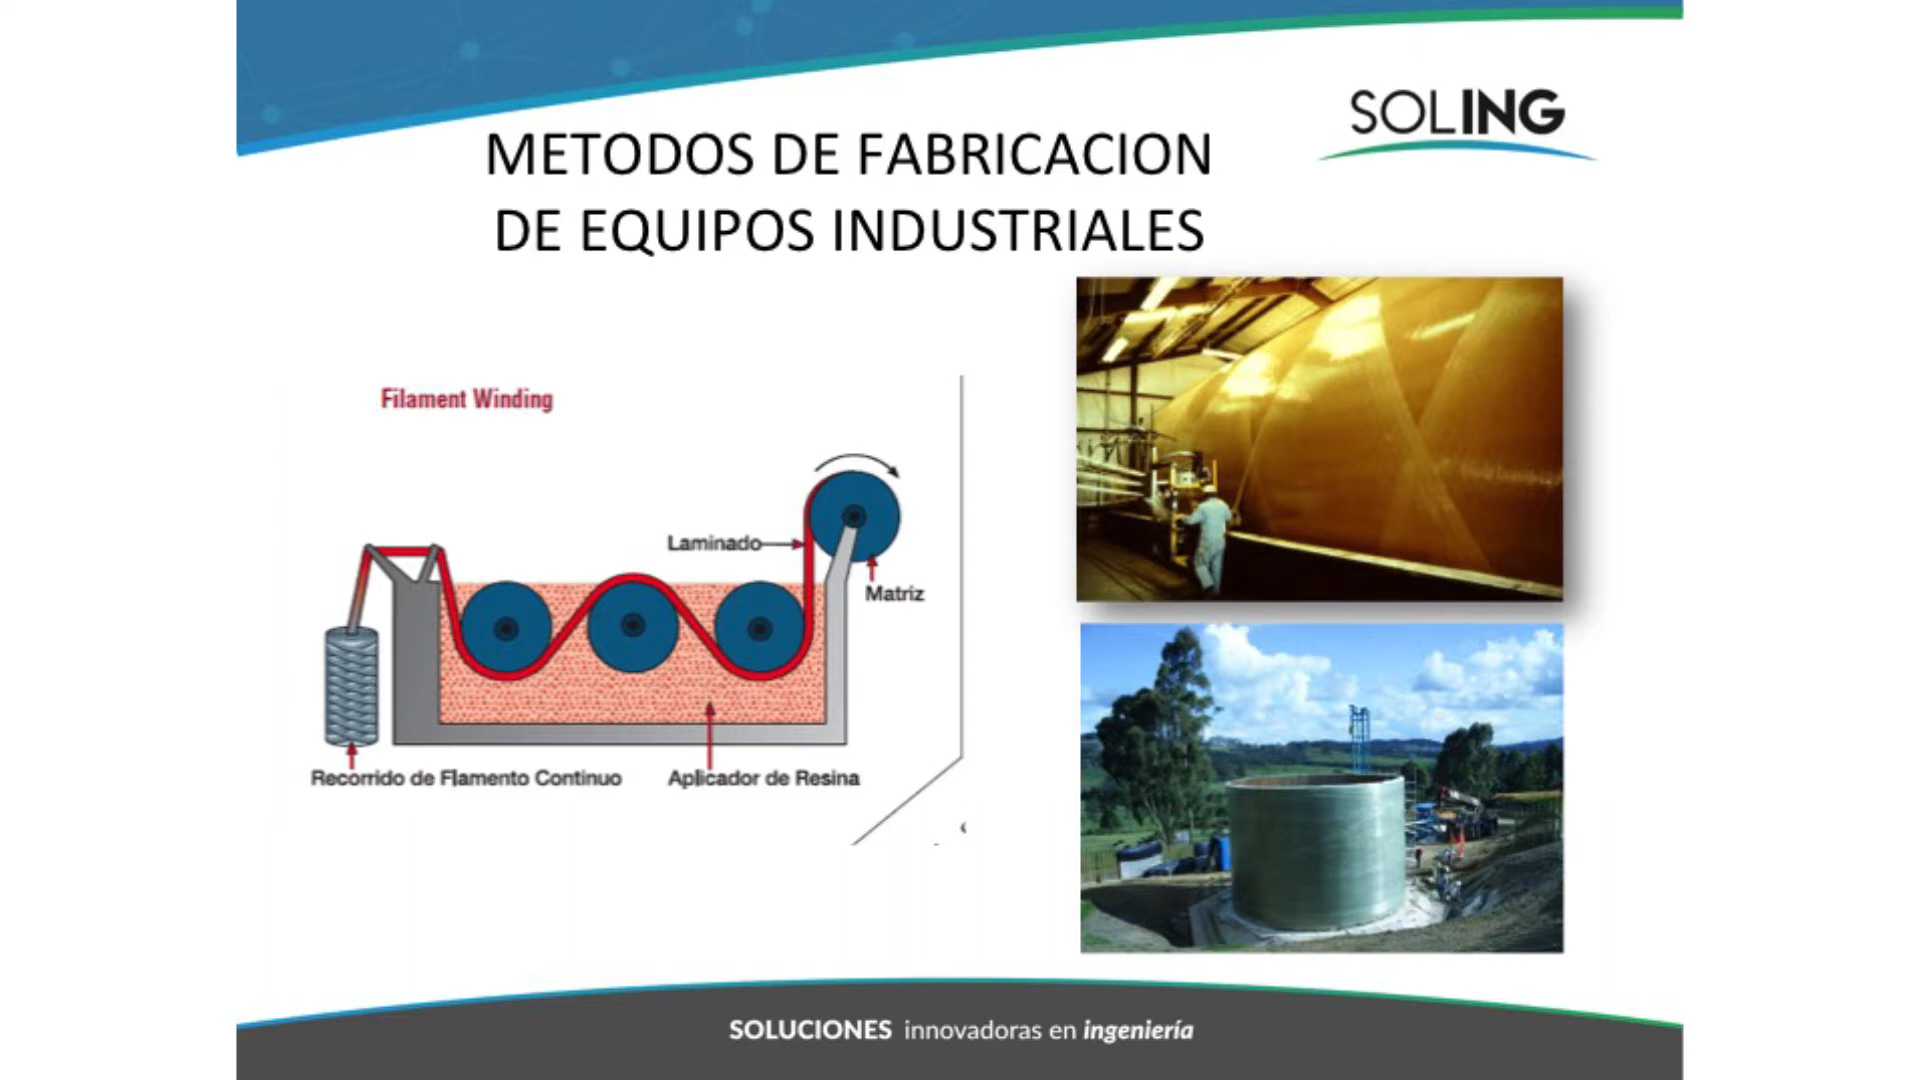 SOLING
METODOS DE FABRICACION
DE EQUIPOS INDUSTRIALES
Filament Winding
Laminado
Matriz
Recorrido de Flamento Continuo
Aplicador de Resina
SOLUCIONES innovadoras en ingeniería